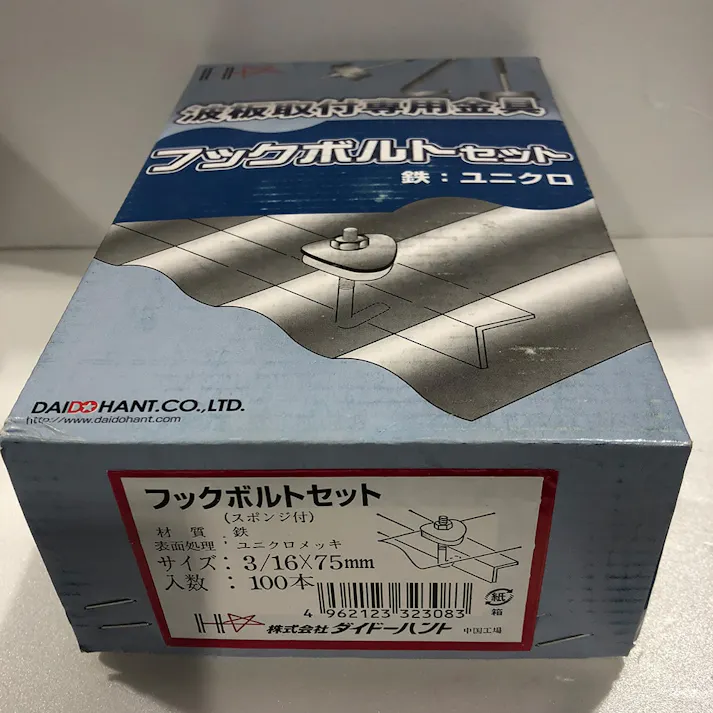 波板取付専用金具
フックボルトセット
鉄：ユニクロ
DAIDOHANT.CO.,LTD.
http://www.daidohant.com
フックボルトセット
(スポンジ付)
材質：鉄
表面処理：ユニクロメッキ
サイズ：3/16×75mm
入数：100本
4 962123 323083
紙
箱
株式会社 ダイドーハント 中国工場